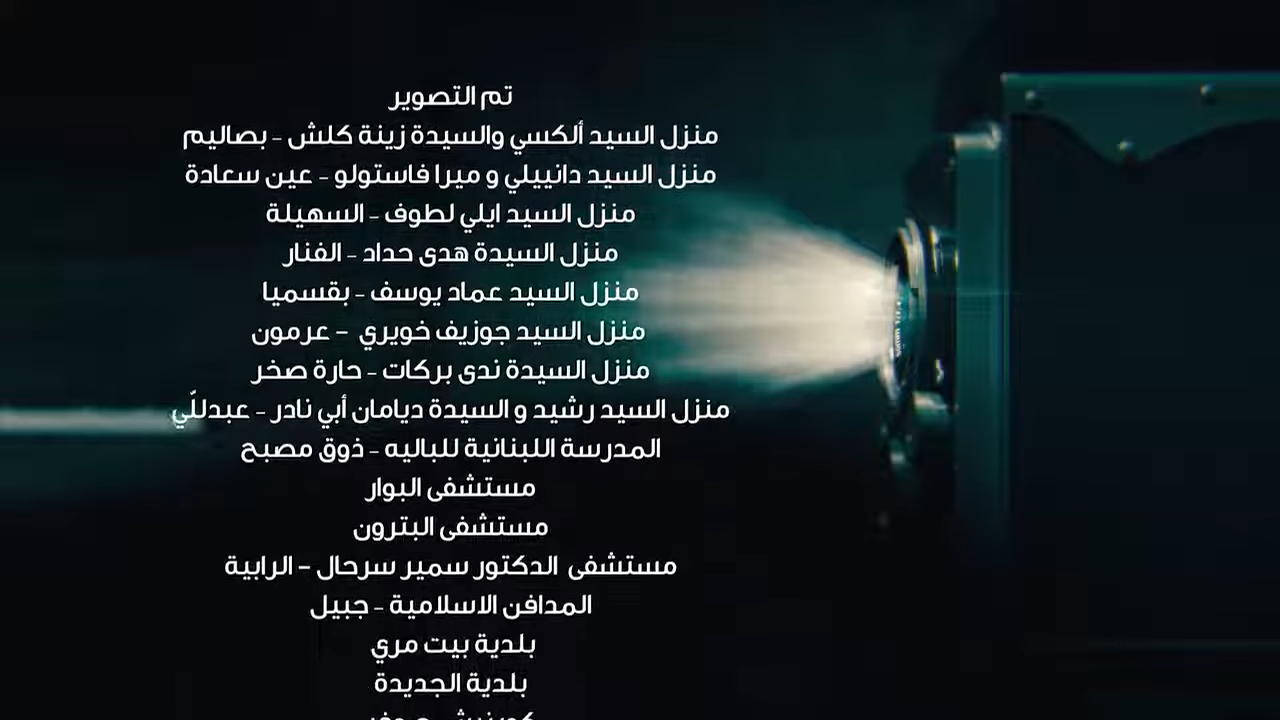 تم التصوير
منزل السيد ألكسي والسيدة زينة كلش - بصاليم
منزل السيد دانييلي و ميرا فاستولو - عين سعادة
منزل السيد ايلي لطوف - السهيلة
منزل السيدة هدى حداد - الفنار
منزل السيد عماد يوسف - بقسميا
منزل السيد جوزيف خويري - عرمون
منزل السيدة ندى بركات - حارة صخر
منزل السيد رشيد و السيدة ديامان أبي نادر - عبدللّي
المدرسة اللبنانية للباليه - ذوق مصبح
مستشفى البوار
مستشفى البترون
مستشفى الدكتور سمير سرحال - الرابية
المدافن الاسلامية - جبيل
بلدية بيت مري
بلدية الجديدة